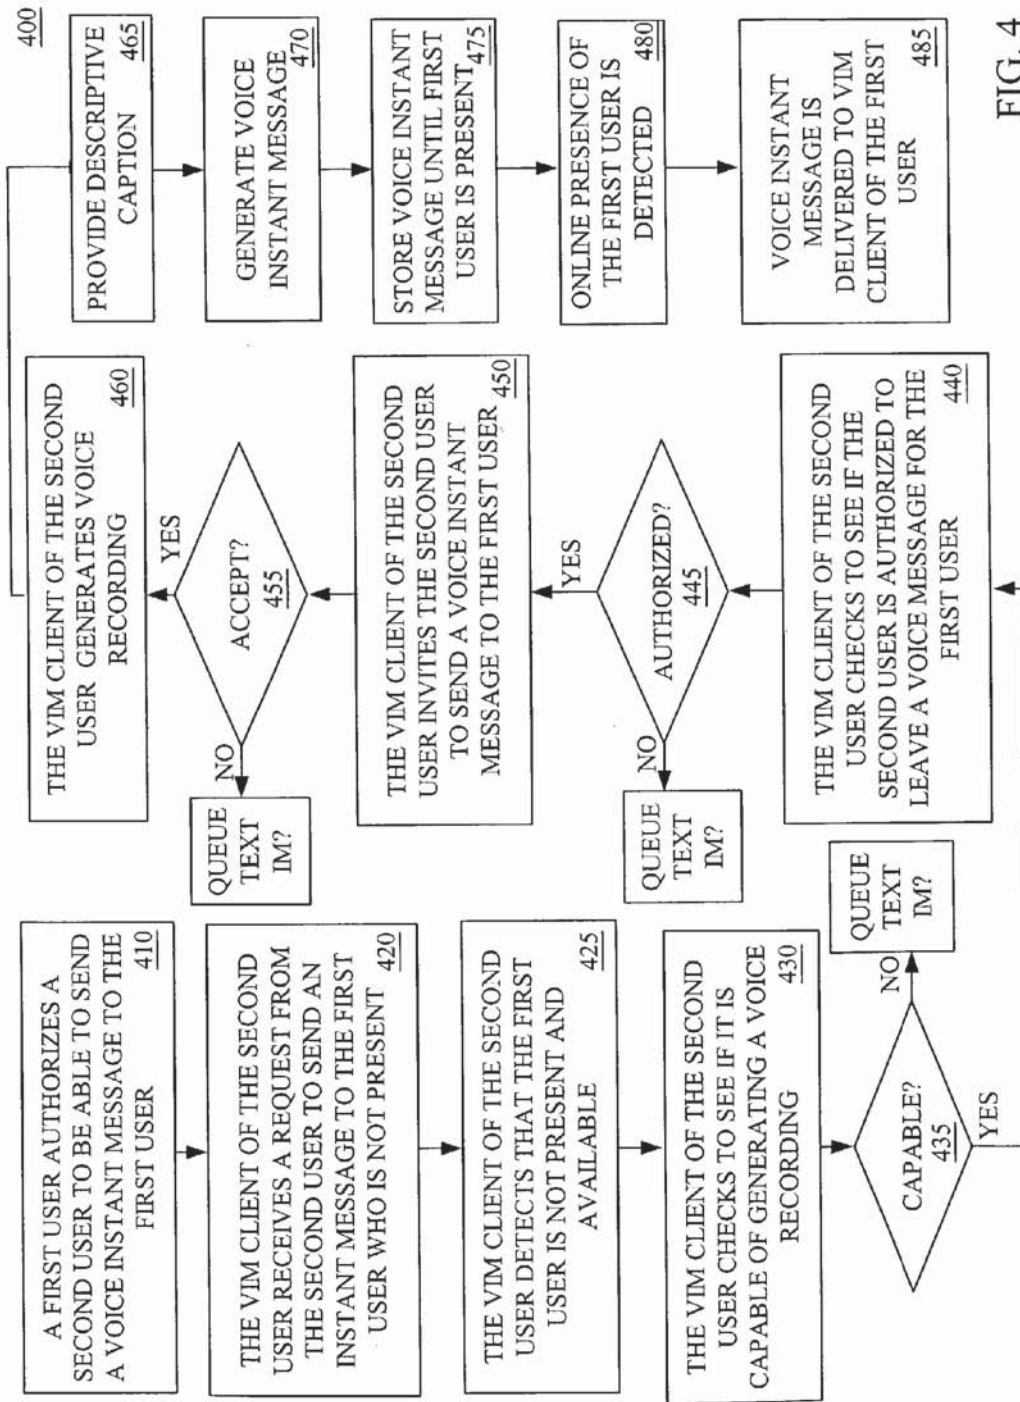 400
A FIRST USER AUTHORIZES A
SECOND USER TO BE ABLE TO SEND
A VOICE INSTANT MESSAGE TO THE
FIRST USER
410
THE VIM CLIENT OF THE SECOND
USER RECEIVES A REQUEST FROM
THE SECOND USER TO SEND AN
INSTANT MESSAGE TO THE FIRST
USER WHO IS NOT PRESENT
420
THE VIM CLIENT OF THE SECOND
USER DETECTS THAT THE FIRST
USER IS NOT PRESENT AND
AVAILABLE
425
THE VIM CLIENT OF THE SECOND
USER CHECKS TO SEE IF IT IS
CAPABLE OF GENERATING A VOICE
RECORDING
430
CAPABLE?
435
NO
QUEUE
TEXT
IM?
YES
THE VIM CLIENT OF THE SECOND
USER CHECKS TO SEE IF THE
SECOND USER IS AUTHORIZED TO
LEAVE A VOICE MESSAGE FOR THE
FIRST USER
440
AUTHORIZED?
445
NO
QUEUE
TEXT
IM?
YES
THE VIM CLIENT OF THE SECOND
USER INVITES THE SECOND USER
TO SEND A VOICE INSTANT
MESSAGE TO THE FIRST USER
450
ACCEPT?
455
NO
QUEUE
TEXT
IM?
YES
THE VIM CLIENT OF THE SECOND
USER GENERATES VOICE
RECORDING
460
PROVIDE DESCRIPTIVE
CAPTION
465
GENERATE VOICE
INSTANT MESSAGE
470
STORE VOICE INSTANT
MESSAGE UNTIL FIRST
USER IS PRESENT
475
ONLINE PRESENCE OF
THE FIRST USER IS
DETECTED
480
VOICE INSTANT
MESSAGE IS
DELIVERED TO VIM
CLIENT OF THE FIRST
USER
485
FIG. 4